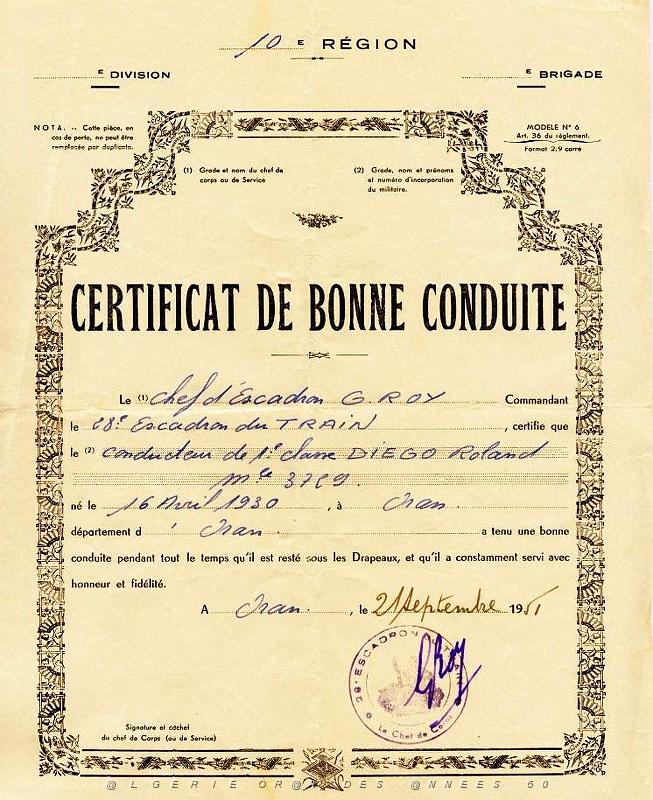 10 E RÉGION
E DIVISION
E BRIGADE
NOTA. -- Cette pièce, en
cas de perte, ne peut être
remplacée par duplicata.
MODÈLE N° 6
Art. 36 du règlement.
Format 2,9 carré
(1) Grade et nom du chef de
corps ou de Service
(2) Grade, nom et prénoms
et numéro d'incorporation
du militaire.
CERTIFICAT DE BONNE CONDUITE
Le (1) Chef d'Escadron G. ROY Commandant
le 28e Escadron du TRAIN, certifie que
le (2) conducteur de 1e classe DIEGO Roland
Mle
né le 16 Avril 1930, à Oran
département d' Oran a tenu une bonne
conduite pendant tout le temps qu'il est resté sous les Drapeaux, et qu'il a constamment servi avec
honneur et fidélité.
A Oran, le 21 Septembre 1951
28e ESCADRON DU TRAIN
Le Chef de Corps
GRoy
Signature et cachet
du chef de Corps (ou de Service)
@LGERIE OR@N DES @NNEES 50